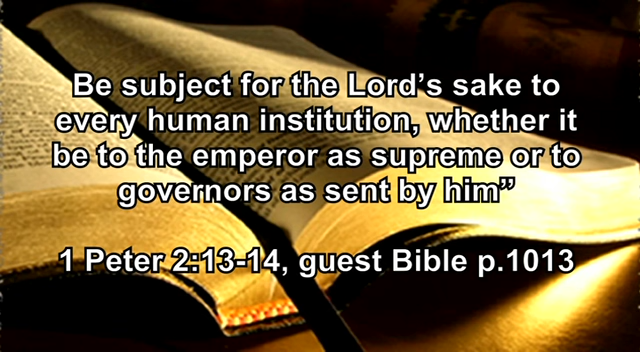 Be subject for the Lord’s sake to
every human institution, whether it
be to the emperor as supreme or to
governors as sent by him”
1 Peter 2:13-14, guest Bible p.1013